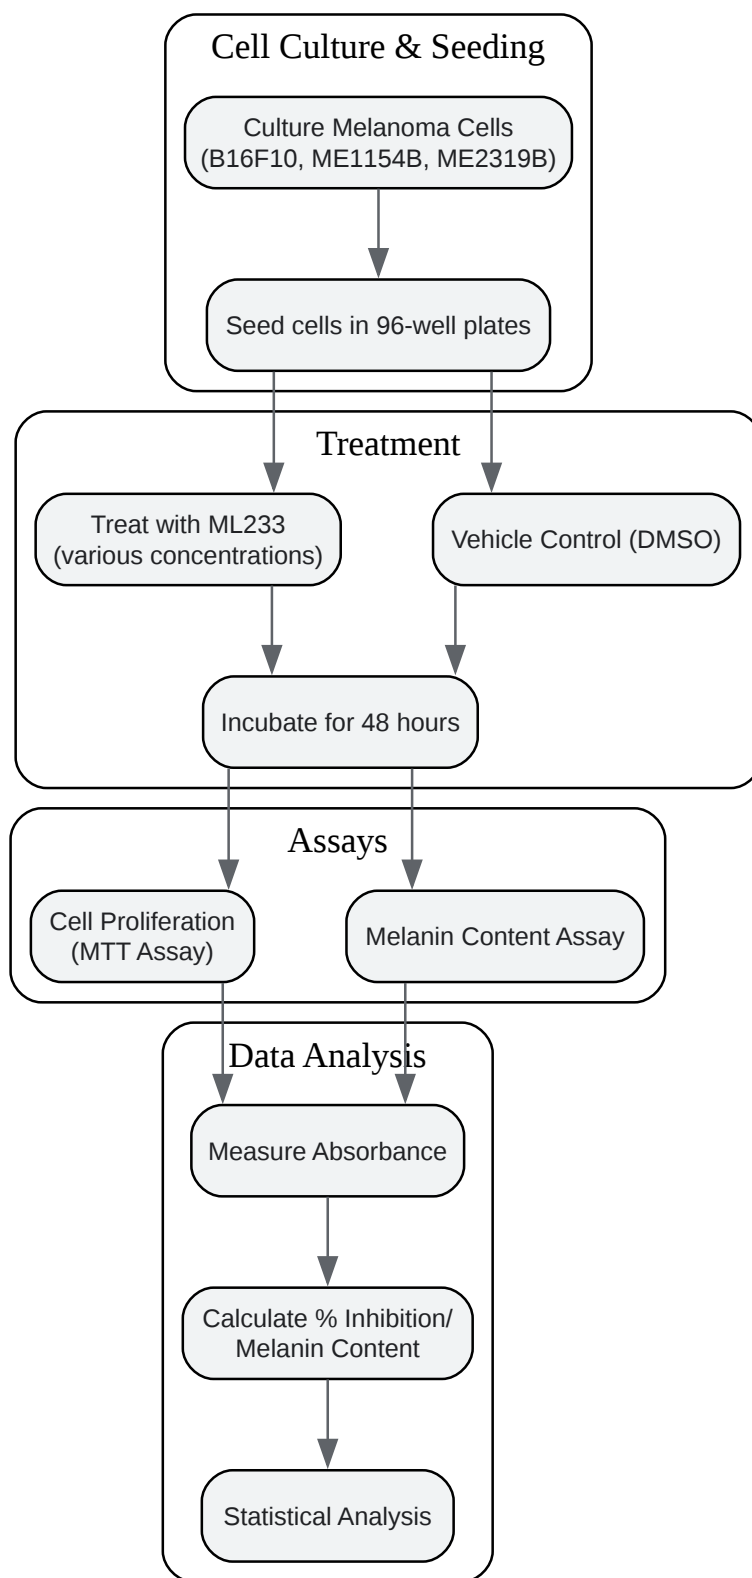 Cell Culture & Seeding
Culture Melanoma Cells
(B16F10, ME1154B, ME2319B)
Seed cells in 96-well plates
Treatment
Treat with ML233
(various concentrations)
Vehicle Control (DMSO)
Incubate for 48 hours
Assays
Cell Proliferation
(MTT Assay)
Melanin Content Assay
Data Analysis
Measure Absorbance
Calculate % Inhibition/
Melanin Content
Statistical Analysis